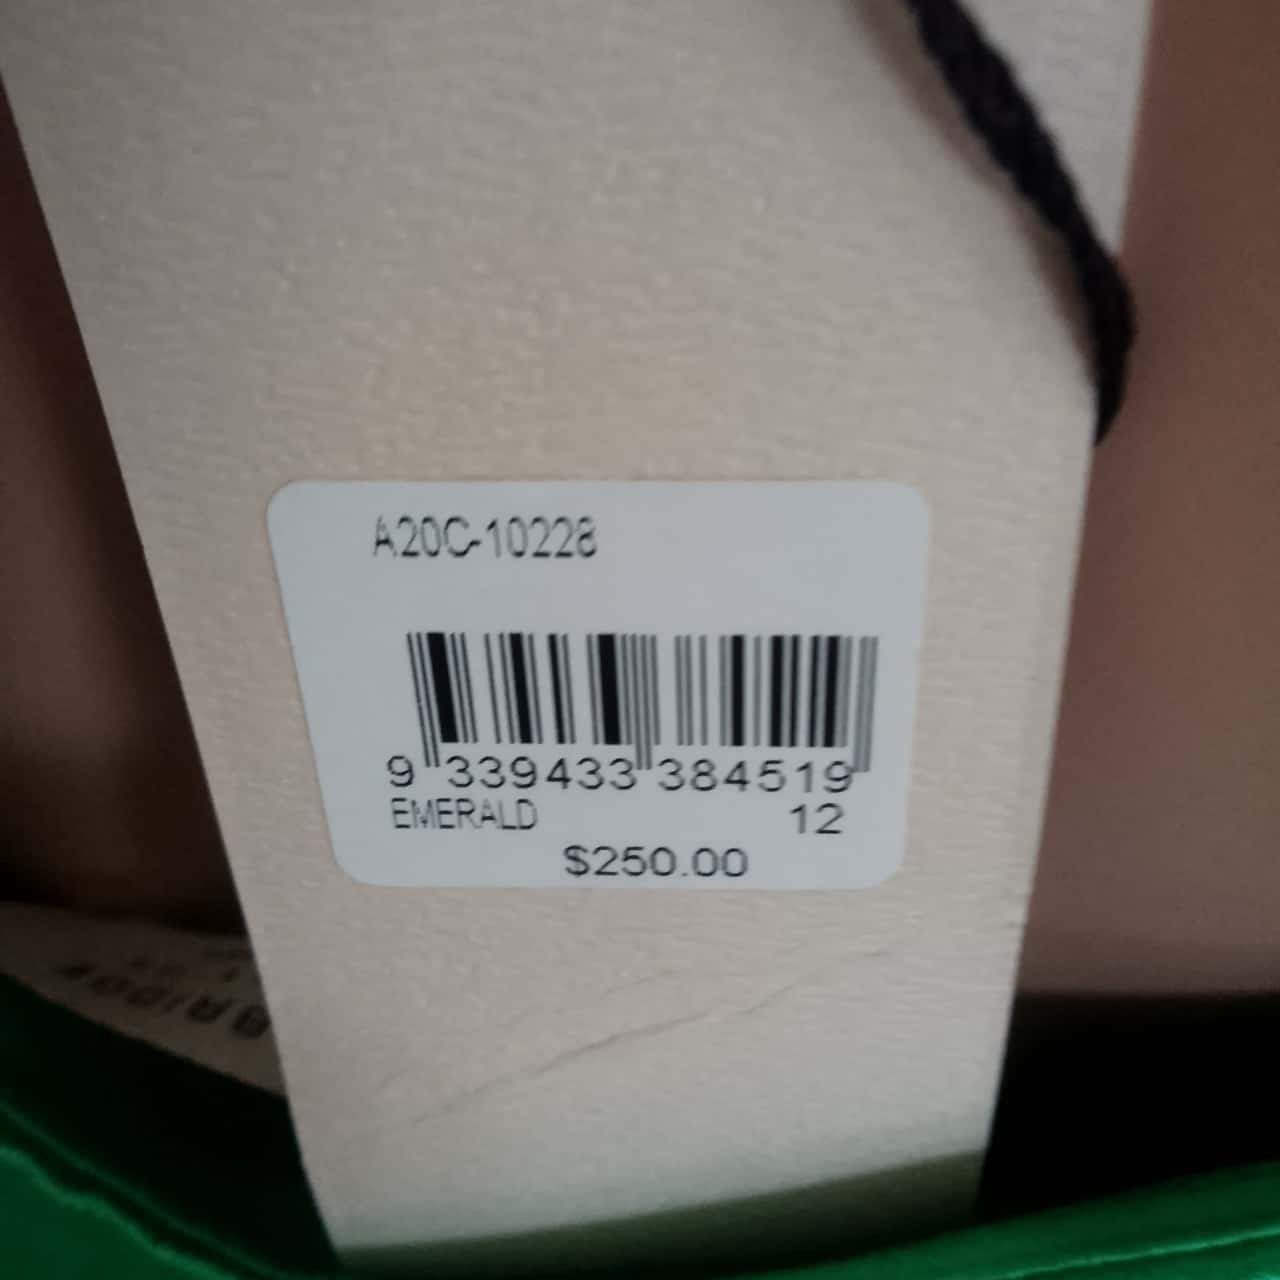 A20C-10228
9 339433 384519
EMERALD 12
$250.00